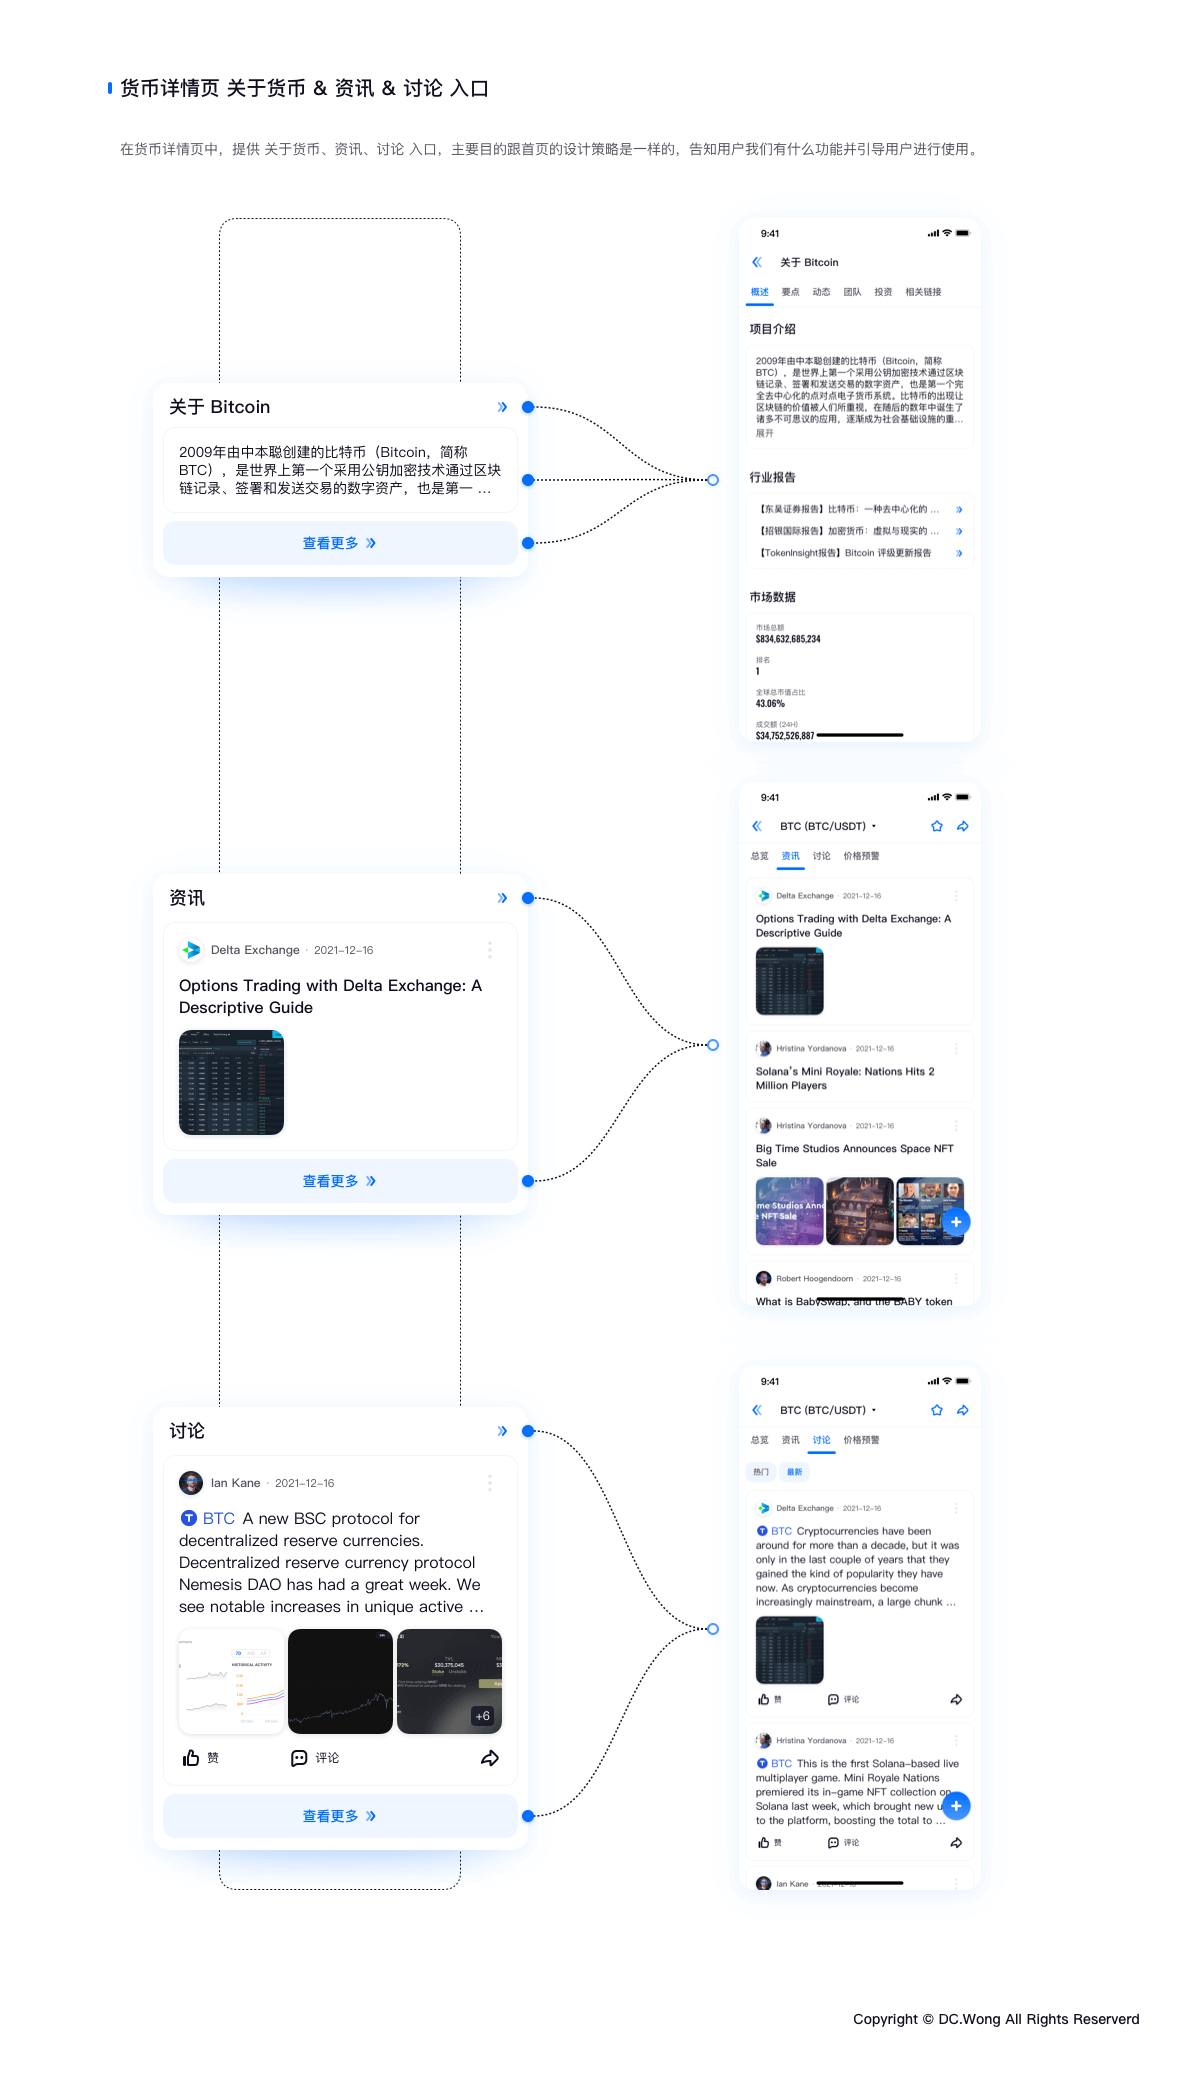 货币详情页 关于货币 & 资讯 & 讨论 入口
在货币详情页中，提供 关于货币、资讯、讨论 入口，主要目的跟首页的设计策略是一样的，告知用户我们有什么功能并引导用户进行使用。
关于 Bitcoin
2009年由中本聪创建的比特币（Bitcoin，简称
BTC），是世界上第一个采用公钥加密技术通过区块
链记录、签署和发送交易的数字资产，也是第一 ...
查看更多
9:41
关于 Bitcoin
概述 要点 动态 团队 投资 相关链接
项目介绍
2009年由中本聪创建的比特币（Bitcoin，简称
BTC），是世界上第一个采用公钥加密技术通过区块
链记录、签署和发送交易的数字资产，也是第一个完
全去中心化的点对点电子货币系统。比特币的出现让
区块链的价值被人们所重视，在随后的数年中诞生了
诸多不可思议的应用，逐渐成为社会基础设施的重...
展开
行业报告
【东吴证券报告】比特币：一种去中心化的 ...
【招银国际报告】加密货币：虚拟与现实的 ...
【TokenInsight报告】Bitcoin 评级更新报告
市场数据
市场总额
$834,632,685,234
排名
1
全球总市值占比
43.06%
成交额 (24H)
$34,752,526,887
资讯
Delta Exchange · 2021-12-16
Options Trading with Delta Exchange: A
Descriptive Guide
查看更多
9:41
BTC (BTC/USDT)
总览 资讯 讨论 价格预警
Delta Exchange · 2021-12-16
Options Trading with Delta Exchange: A
Descriptive Guide
Hristina Yordanova · 2021-12-16
Solana's Mini Royale: Nations Hits 2
Million Players
Hristina Yordanova · 2021-12-16
Big Time Studios Announces Space NFT
Sale
me Studios Ann
e NFT Sale
Robert Hoogendoorn · 2021-12-16
What is BabySwap, and the BABY token
讨论
Ian Kane · 2021-12-16
BTC A new BSC protocol for
decentralized reserve currencies.
Decentralized reserve currency protocol
Nemesis DAO has had a great week. We
see notable increases in unique active ...
HISTORICAL ACTIVITY
TVL
$30,375,045
Stake Unstake
+6
赞 评论
查看更多
9:41
BTC (BTC/USDT)
总览 资讯 讨论 价格预警
热门 最新
Delta Exchange · 2021-12-16
BTC Cryptocurrencies have been
around for more than a decade, but it was
only in the last couple of years that they
gained the kind of popularity they have
now. As cryptocurrencies become
increasingly mainstream, a large chunk ...
赞 评论
Hristina Yordanova · 2021-12-16
BTC This is the first Solana-based live
multiplayer game. Mini Royale Nations
premiered its in-game NFT collection on
Solana last week, which brought new u
to the platform, boosting the total to ...
赞 评论
Ian Kane · 2021-12-16
Copyright © DC.Wong All Rights Reserverd